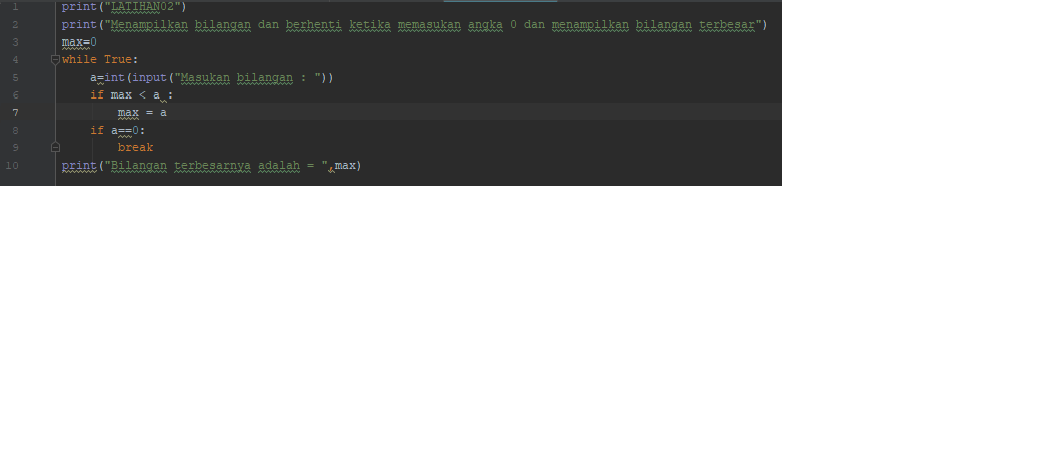 1 print("LATIHAN02")
2 print("Menampilkan bilangan dan berhenti ketika memasukan angka 0 dan menampilkan bilangan terbesar")
3 max=0
4 while True:
5 a=int(input("Masukan bilangan : "))
6 if max < a :
7 max = a
8 if a==0:
9 break
10 print("Bilangan terbesarnya adalah = ",max)